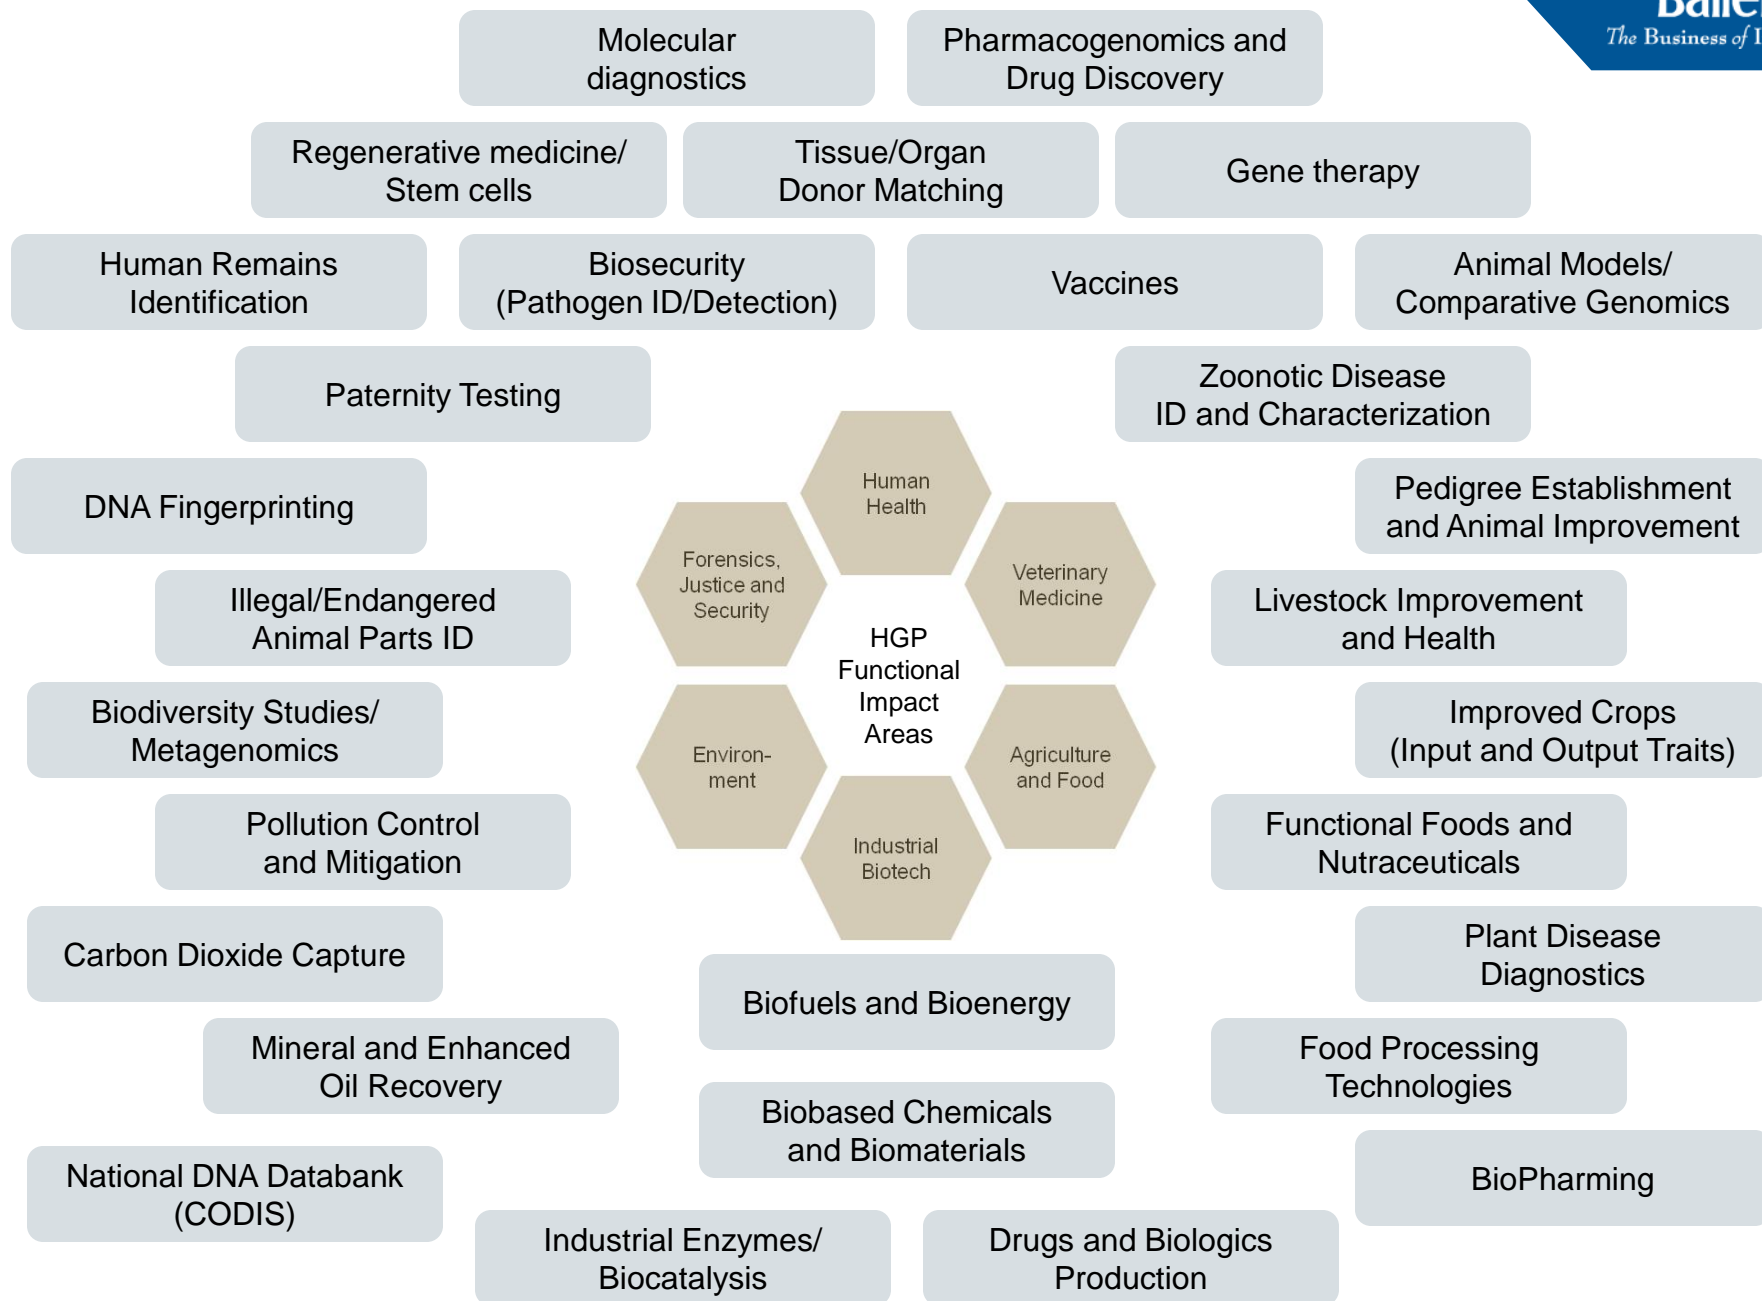 The Business of
Molecular
diagnostics
Pharmacogenomics and
Drug Discovery
Regenerative medicine/
Stem cells
Tissue/Organ
Donor Matching
Gene therapy
Human Remains
Identification
Biosecurity
(Pathogen ID/Detection)
Vaccines
Animal Models/
Comparative Genomics
Paternity Testing
Zoonotic Disease
ID and Characterization
DNA Fingerprinting
Pedigree Establishment
and Animal Improvement
Illegal/Endangered
Animal Parts ID
Livestock Improvement
and Health
Biodiversity Studies/
Metagenomics
Improved Crops
(Input and Output Traits)
Pollution Control
and Mitigation
Functional Foods and
Nutraceuticals
Carbon Dioxide Capture
Plant Disease
Diagnostics
Mineral and Enhanced
Oil Recovery
Food Processing
Technologies
National DNA Databank
(CODIS)
BioPharming
Biofuels and Bioenergy
Biobased Chemicals
and Biomaterials
Industrial Enzymes/
Biocatalysis
Drugs and Biologics
Production
Human
Health
Forensics,
Justice and
Security
Veterinary
Medicine
HGP
Functional
Impact
Areas
Environ-
ment
Agriculture
and Food
Industrial
Biotech